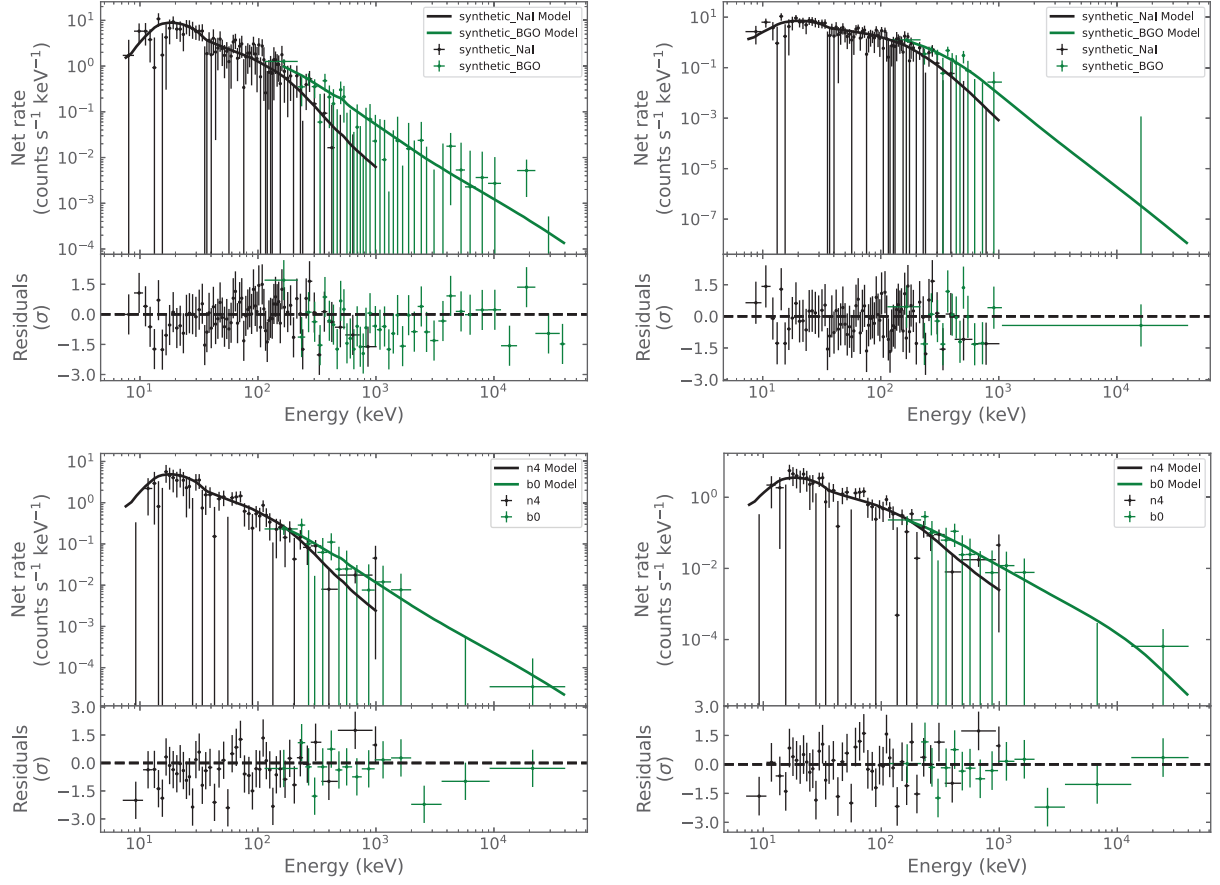 synthetic_NaI Model
synthetic_BGO Model
synthetic_NaI
synthetic_BGO
Net rate
(counts s⁻¹ keV⁻¹)
10¹
10⁰
10⁻¹
10⁻²
10⁻³
10⁻⁴
Residuals
(σ)
1.5
0.0
−1.5
−3.0
10¹ 10² 10³ 10⁴
Energy (keV)
synthetic_NaI Model
synthetic_BGO Model
synthetic_NaI
synthetic_BGO
Net rate
(counts s⁻¹ keV⁻¹)
10¹
10⁻¹
10⁻³
10⁻⁵
10⁻⁷
Residuals
(σ)
1.5
0.0
−1.5
−3.0
10¹ 10² 10³ 10⁴
Energy (keV)
n4 Model
b0 Model
n4
b0
Net rate
(counts s⁻¹ keV⁻¹)
10¹
10⁰
10⁻¹
10⁻²
10⁻³
10⁻⁴
Residuals
(σ)
3.0
1.5
0.0
−1.5
−3.0
10¹ 10² 10³ 10⁴
Energy (keV)
n4 Model
b0 Model
n4
b0
Net rate
(counts s⁻¹ keV⁻¹)
10⁰
10⁻²
10⁻⁴
Residuals
(σ)
3.0
1.5
0.0
−1.5
−3.0
10¹ 10² 10³ 10⁴
Energy (keV)